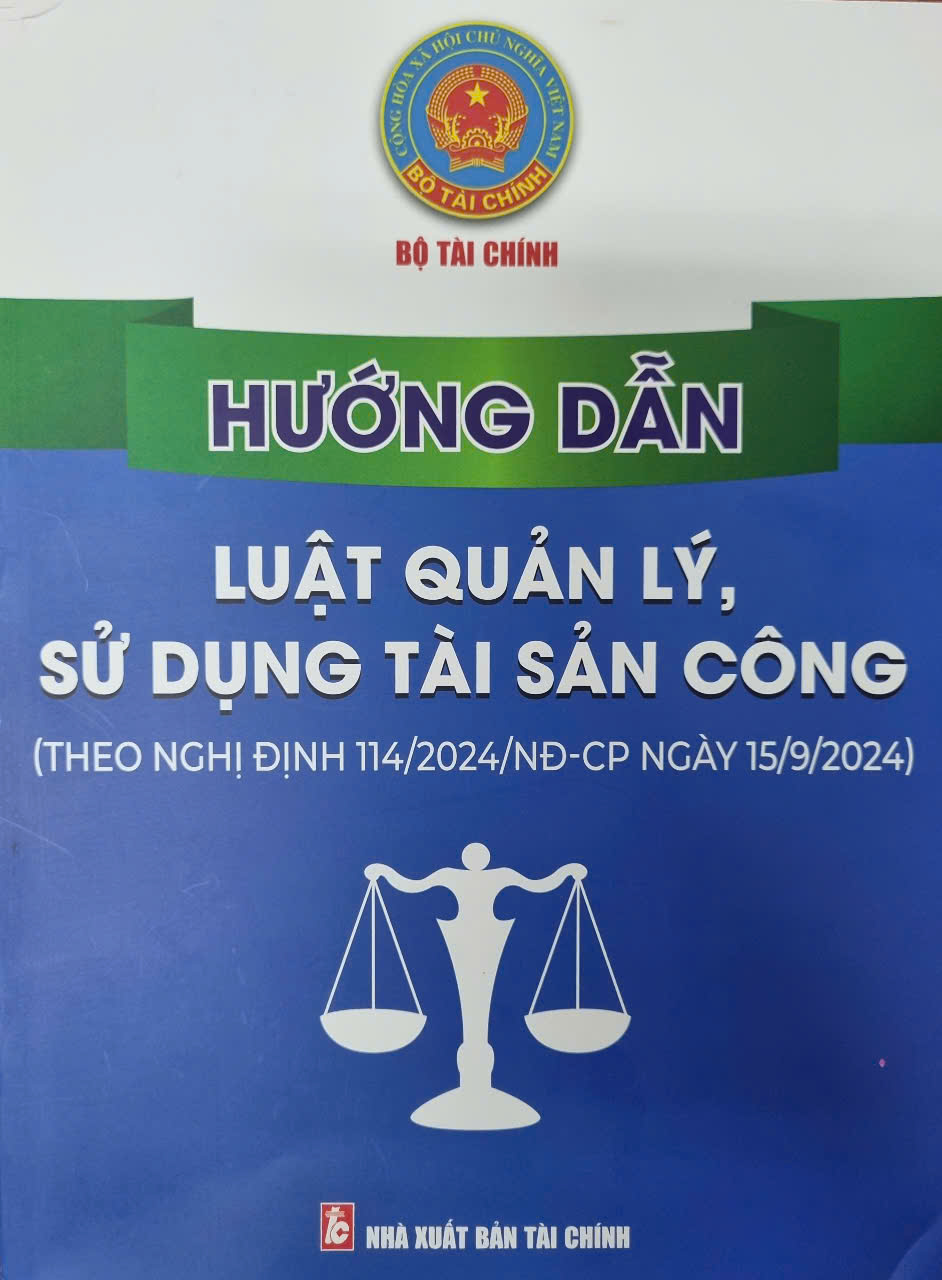 CỘNG HÒA XÃ HỘI CHỦ NGHĨA VIỆT NAM
BỘ TÀI CHÍNH
BỘ TÀI CHÍNH
HƯỚNG DẪN
LUẬT QUẢN LÝ,
SỬ DỤNG TÀI SẢN CÔNG
(THEO NGHỊ ĐỊNH 114/2024/NĐ-CP NGÀY 15/9/2024)
TC NHÀ XUẤT BẢN TÀI CHÍNH